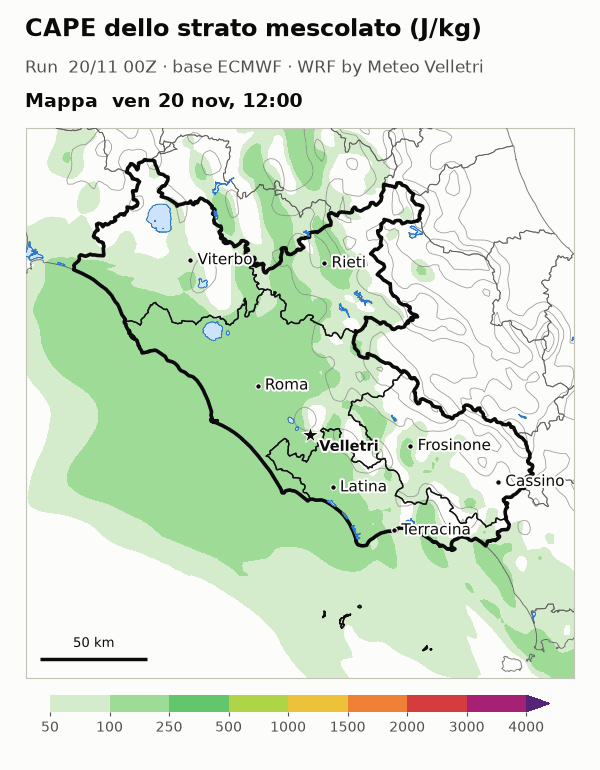 CAPE dello strato mescolato (J/kg)
Run  20/11 00Z · base ECMWF · WRF by Meteo Velletri
Mappa  ven 20 nov, 12:00
Viterbo
Rieti
Roma
Velletri
Frosinone
Latina
Cassino
Terracina
50 km
50 100 250 500 1000 1500 2000 3000 4000